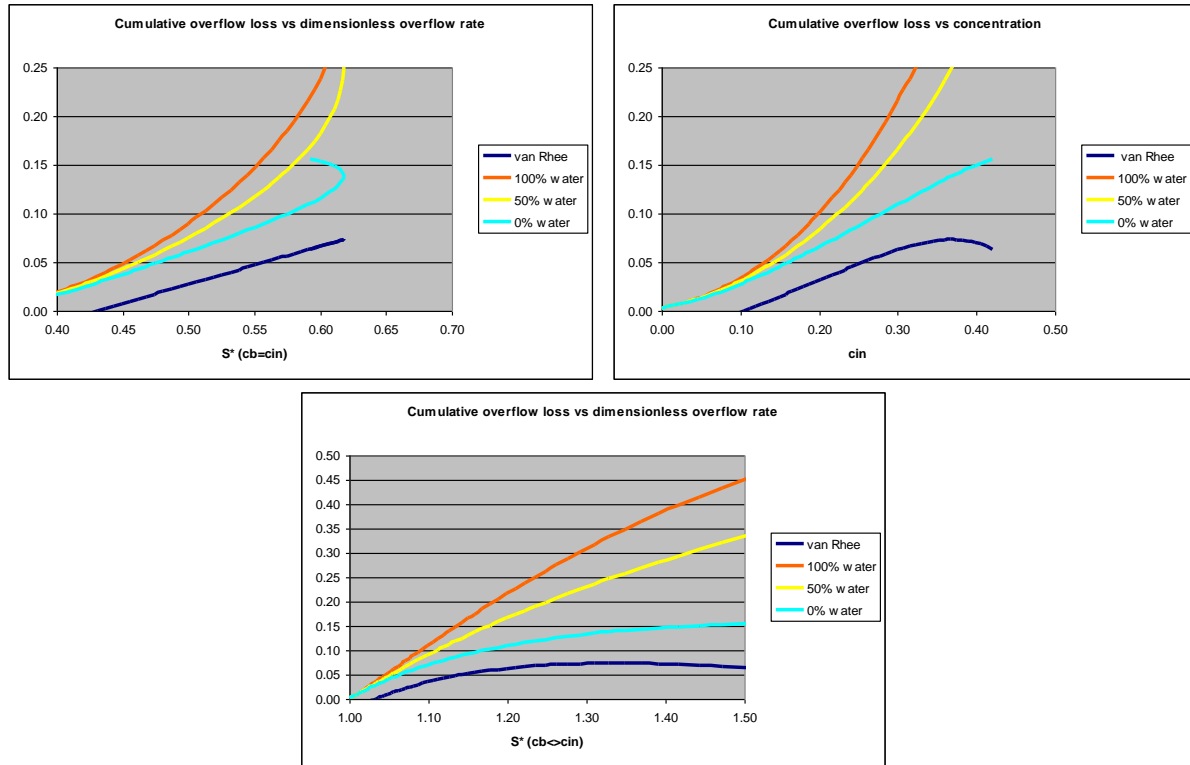 Cumulative overflow loss vs dimensionless overflow rate
0.25
0.20
0.15
0.10
0.05
0.00
0.40 0.45 0.50 0.55 0.60 0.65 0.70
S* (cb=cin)
van Rhee
100% water
50% water
0% water
Cumulative overflow loss vs concentration
0.25
0.20
0.15
0.10
0.05
0.00
0.00 0.10 0.20 0.30 0.40 0.50
cin
van Rhee
100% water
50% water
0% water
Cumulative overflow loss vs dimensionless overflow rate
0.50
0.45
0.40
0.35
0.30
0.25
0.20
0.15
0.10
0.05
0.00
1.00 1.10 1.20 1.30 1.40 1.50
S* (cb<>cin)
van Rhee
100% water
50% water
0% water